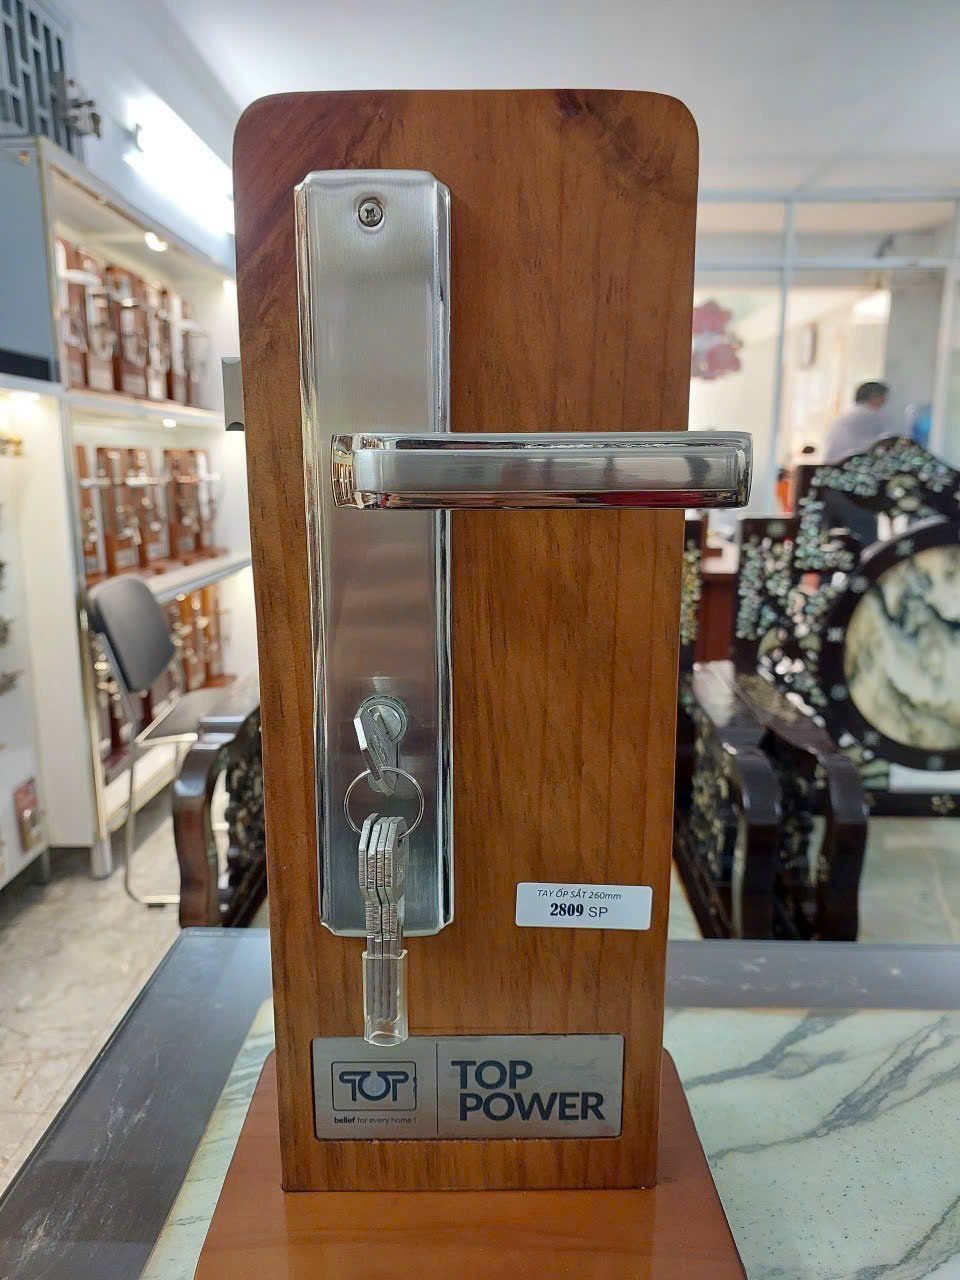 TAY ỐP SẮT 260mm
2809 SP
TOP
belief for every home !
TOP
POWER